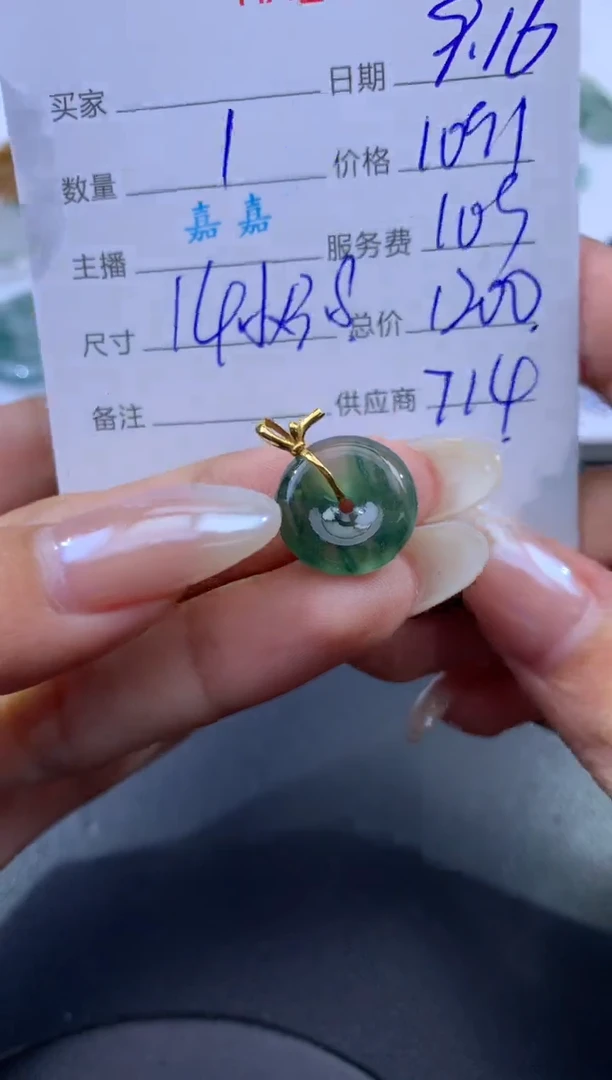 买家 日期 9.16
数量 1 价格 1091
主播 嘉嘉 服务费 109
尺寸 总价 1200
备注 供应商 714